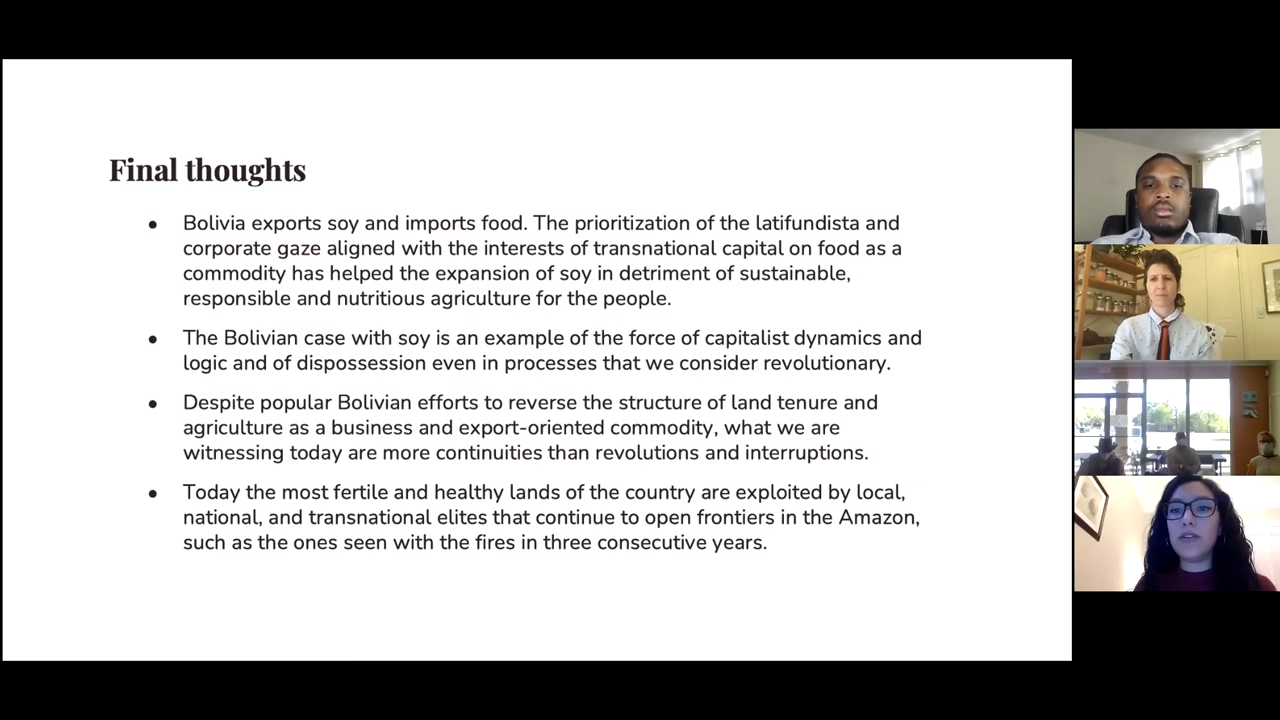 Final thoughts
● Bolivia exports soy and imports food. The prioritization of the latifundista and
corporate gaze aligned with the interests of transnational capital on food as a
commodity has helped the expansion of soy in detriment of sustainable,
responsible and nutritious agriculture for the people.
● The Bolivian case with soy is an example of the force of capitalist dynamics and
logic and of dispossession even in processes that we consider revolutionary.
● Despite popular Bolivian efforts to reverse the structure of land tenure and
agriculture as a business and export-oriented commodity, what we are
witnessing today are more continuities than revolutions and interruptions.
● Today the most fertile and healthy lands of the country are exploited by local,
national, and transnational elites that continue to open frontiers in the Amazon,
such as the ones seen with the fires in three consecutive years.